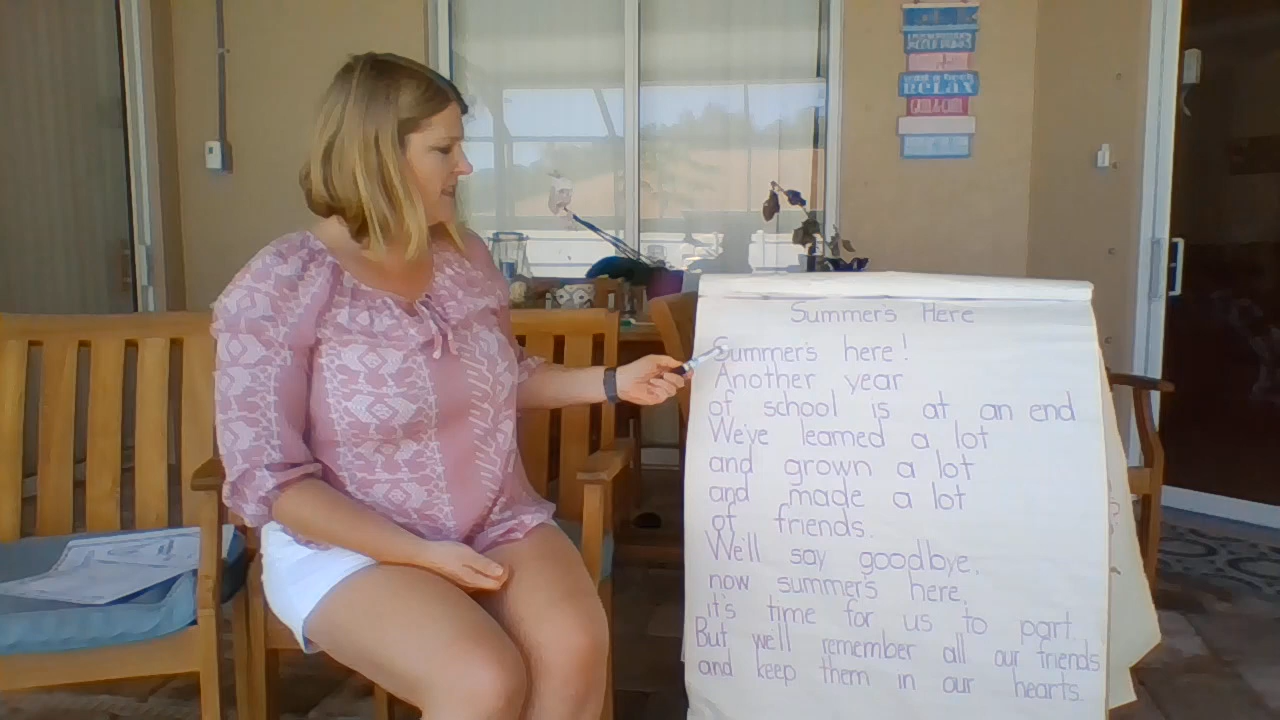 RELAX
Summers Here
Summer's here!
Another year
of school is at an end
We've learned a lot
and grown a lot
and made a lot
of friends.
We'll say goodbye,
now summer's here,
it's time for us to part.
But we'll remember all our friends
and keep them in our hearts.